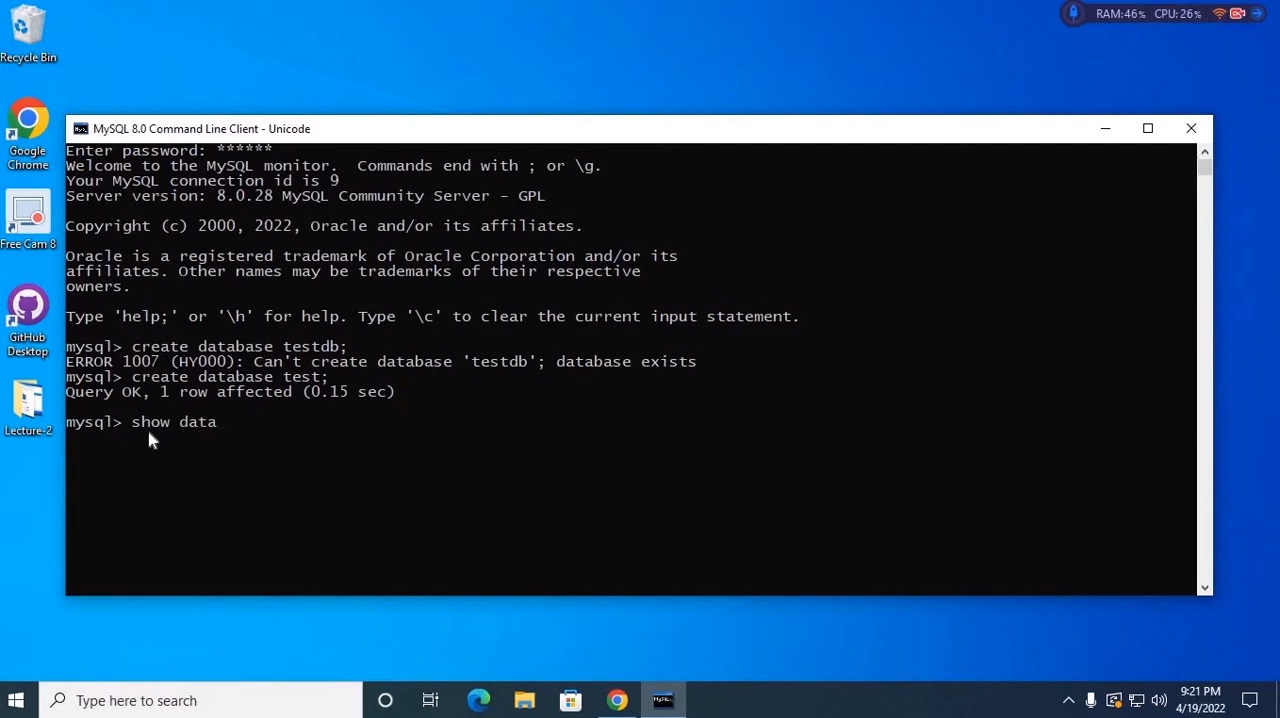 RAM:46% CPU:26%
Recycle Bin
MySQL 8.0 Command Line Client - Unicode
Enter password: ******
Welcome to the MySQL monitor.  Commands end with ; or \g.
Your MySQL connection id is 9
Server version: 8.0.28 MySQL Community Server - GPL
Copyright (c) 2000, 2022, Oracle and/or its affiliates.
Oracle is a registered trademark of Oracle Corporation and/or its
affiliates. Other names may be trademarks of their respective
owners.
Type 'help;' or '\h' for help. Type '\c' to clear the current input statement.
mysql> create database testdb;
ERROR 1007 (HY000): Can't create database 'testdb'; database exists
mysql> create database test;
Query OK, 1 row affected (0.15 sec)
mysql> show data
Google
Chrome
Free Cam 8
GitHub
Desktop
Lecture-2
Type here to search
9:21 PM
4/19/2022